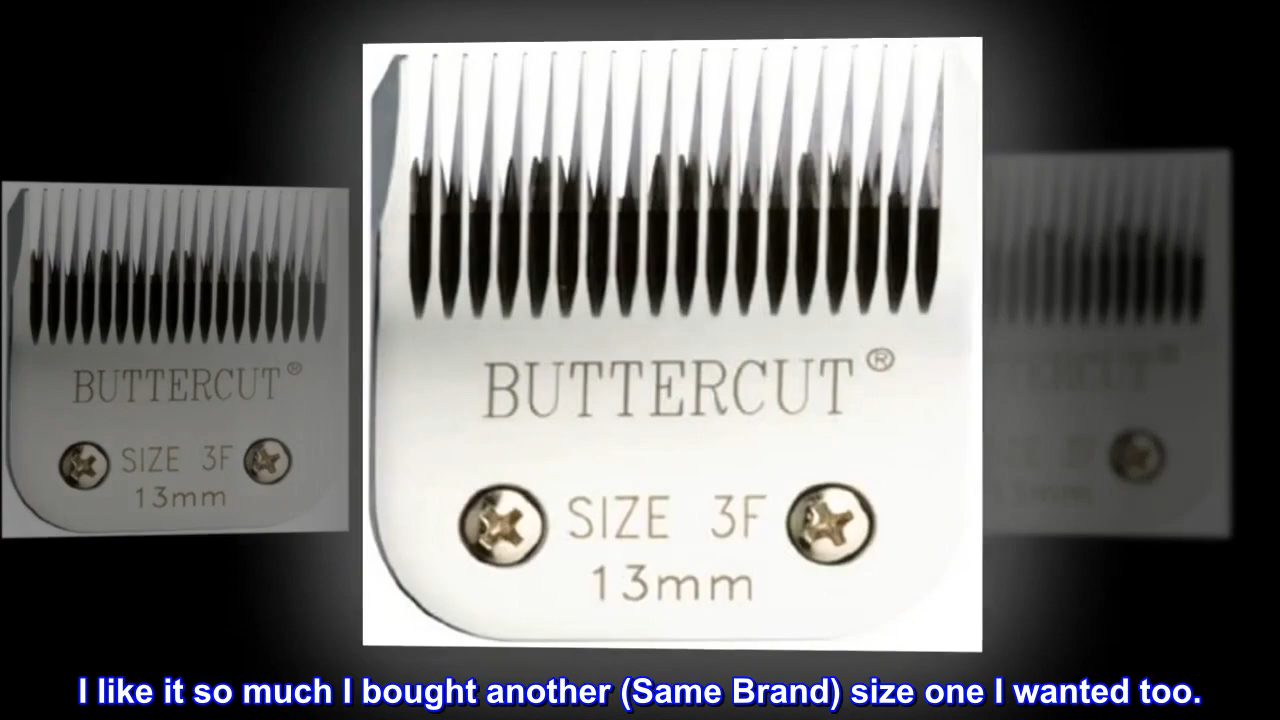 BUTTERCUT®
SIZE 3F
13mm
BUTTERCUT®
SIZE 3F
13mm
I like it so much I bought another (Same Brand) size one I wanted too.